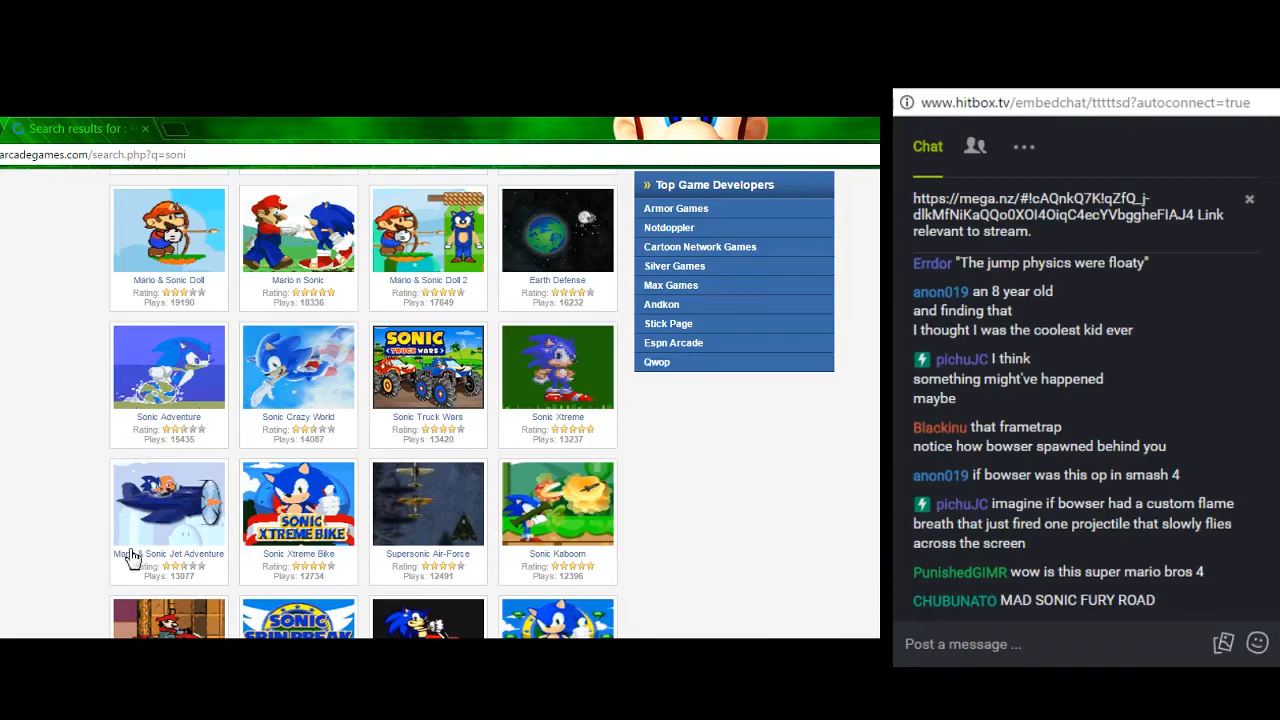 Search results for :
arcadegames.com/search.php?q=soni
Mario & Sonic Doll
Rating:
Plays: 19190
Mario n Sonic
Rating:
Plays: 18336
Mario & Sonic Doll 2
Rating:
Plays: 17649
Earth Defense
Rating:
Plays: 16232
Sonic Adventure
Rating:
Plays: 15435
Sonic Crazy World
Rating:
Plays: 14087
SONIC
TRUCK WARS
Sonic Truck Wars
Rating:
Plays: 13420
Sonic Xtreme
Rating:
Plays: 13237
& Sonic Jet Adventure
Plays: 13077
SONIC
XTREME BIKE
Sonic Xtreme Bike
Rating:
Plays: 12734
Supersonic Air-Force
Rating:
Plays: 12491
Sonic Kaboom
Rating:
Plays: 12396
SONIC
SPIN BREAK
» Top Game Developers
Armor Games
Notdoppler
Cartoon Network Games
Silver Games
Max Games
Andkon
Stick Page
Espn Arcade
Qwop
www.hitbox.tv/embedchat/tttttsd?autoconnect=true
Chat
https://mega.nz/#!cAQnkQ7K!qZfQ_j-
dlkMfNiKaQQo0XOI4OiqC4ecYVbggheFIAJ4 Link
relevant to stream.
Errdor "The jump physics were floaty"
anon019 an 8 year old
and finding that
I thought I was the coolest kid ever
pichuJC I think
something might've happened
maybe
Blackinu that frametrap
notice how bowser spawned behind you
anon019 if bowser was this op in smash 4
pichuJC imagine if bowser had a custom flame
breath that just fired one projectile that slowly flies
across the screen
PunishedGIMR wow is this super mario bros 4
CHUBUNATO MAD SONIC FURY ROAD
Post a message ...